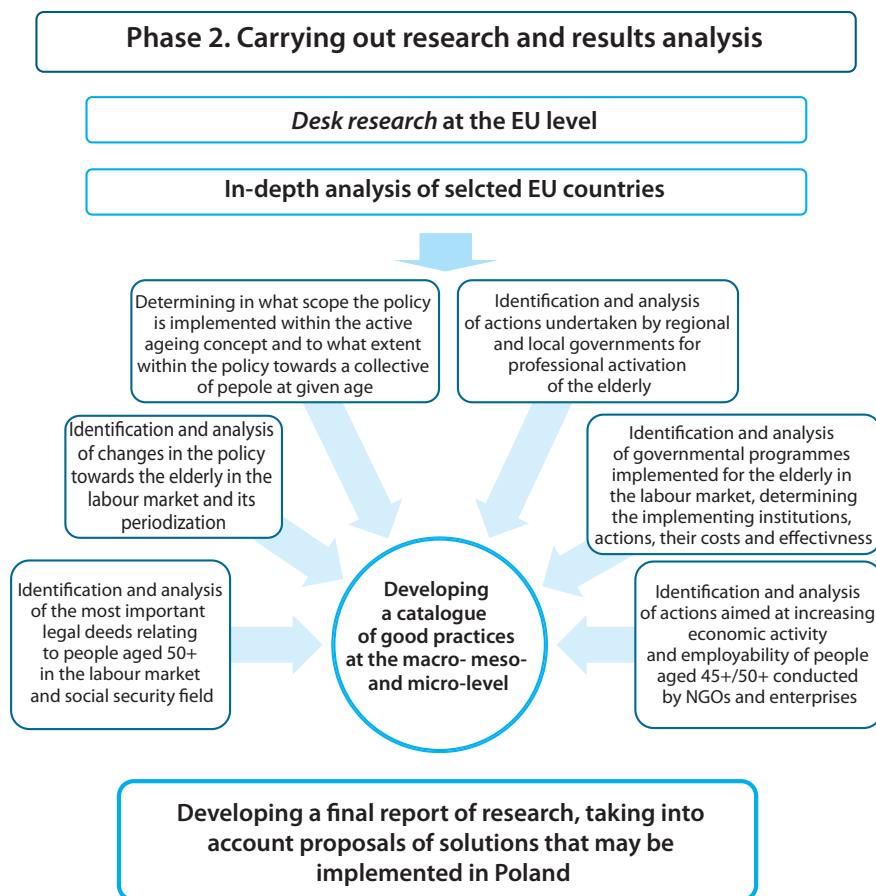 Phase 2. Carrying out research and results analysis
Desk research at the EU level
In-depth analysis of selcted EU countries
Determining in what scope the policy
is implemented within the active
ageing concept and to what extent
within the policy towards a collective
of pepole at given age
Identification and analysis
of actions undertaken by regional
and local governments for
professional activation
of the elderly
Identification and analysis
of changes in the policy
towards the elderly in the
labour market and its
periodization
Identification and analysis
of governmental programmes
implemented for the elderly in
the labour market, determining
the implementing institutions,
actions, their costs and effectivness
Identification and analysis
of the most important
legal deeds relating
to people aged 50+
in the labour market
and social security field
Developing
a catalogue
of good practices
at the macro- meso-
and micro-level
Identification and analysis
of actions aimed at increasing
economic activity
and employability of people
aged 45+/50+ conducted
by NGOs and enterprises
Developing a final report of research, taking into
account proposals of solutions that may be
implemented in Poland